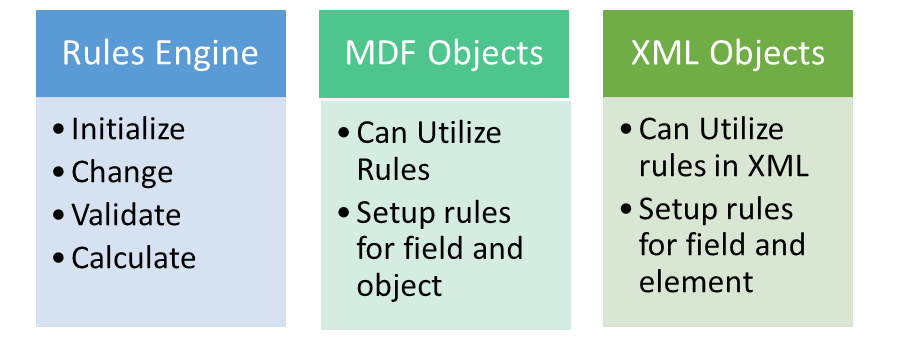 Rules Engine
• Initialize
• Change
• Validate
• Calculate
MDF Objects
• Can Utilize
Rules
• Setup rules
for field and
object
XML Objects
• Can Utilize
rules in XML
• Setup rules
for field and
element